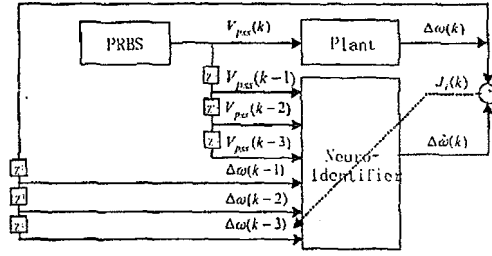 V_pss(k)
Δω(k)
PRBS
Plant
V_pss(k−1)
J_i(k)
V_pss(k−2)
V_pss(k−3)
Neuro-
Identifier
Δω̂(k)
Δω(k−1)
Δω(k−2)
Δω(k−3)